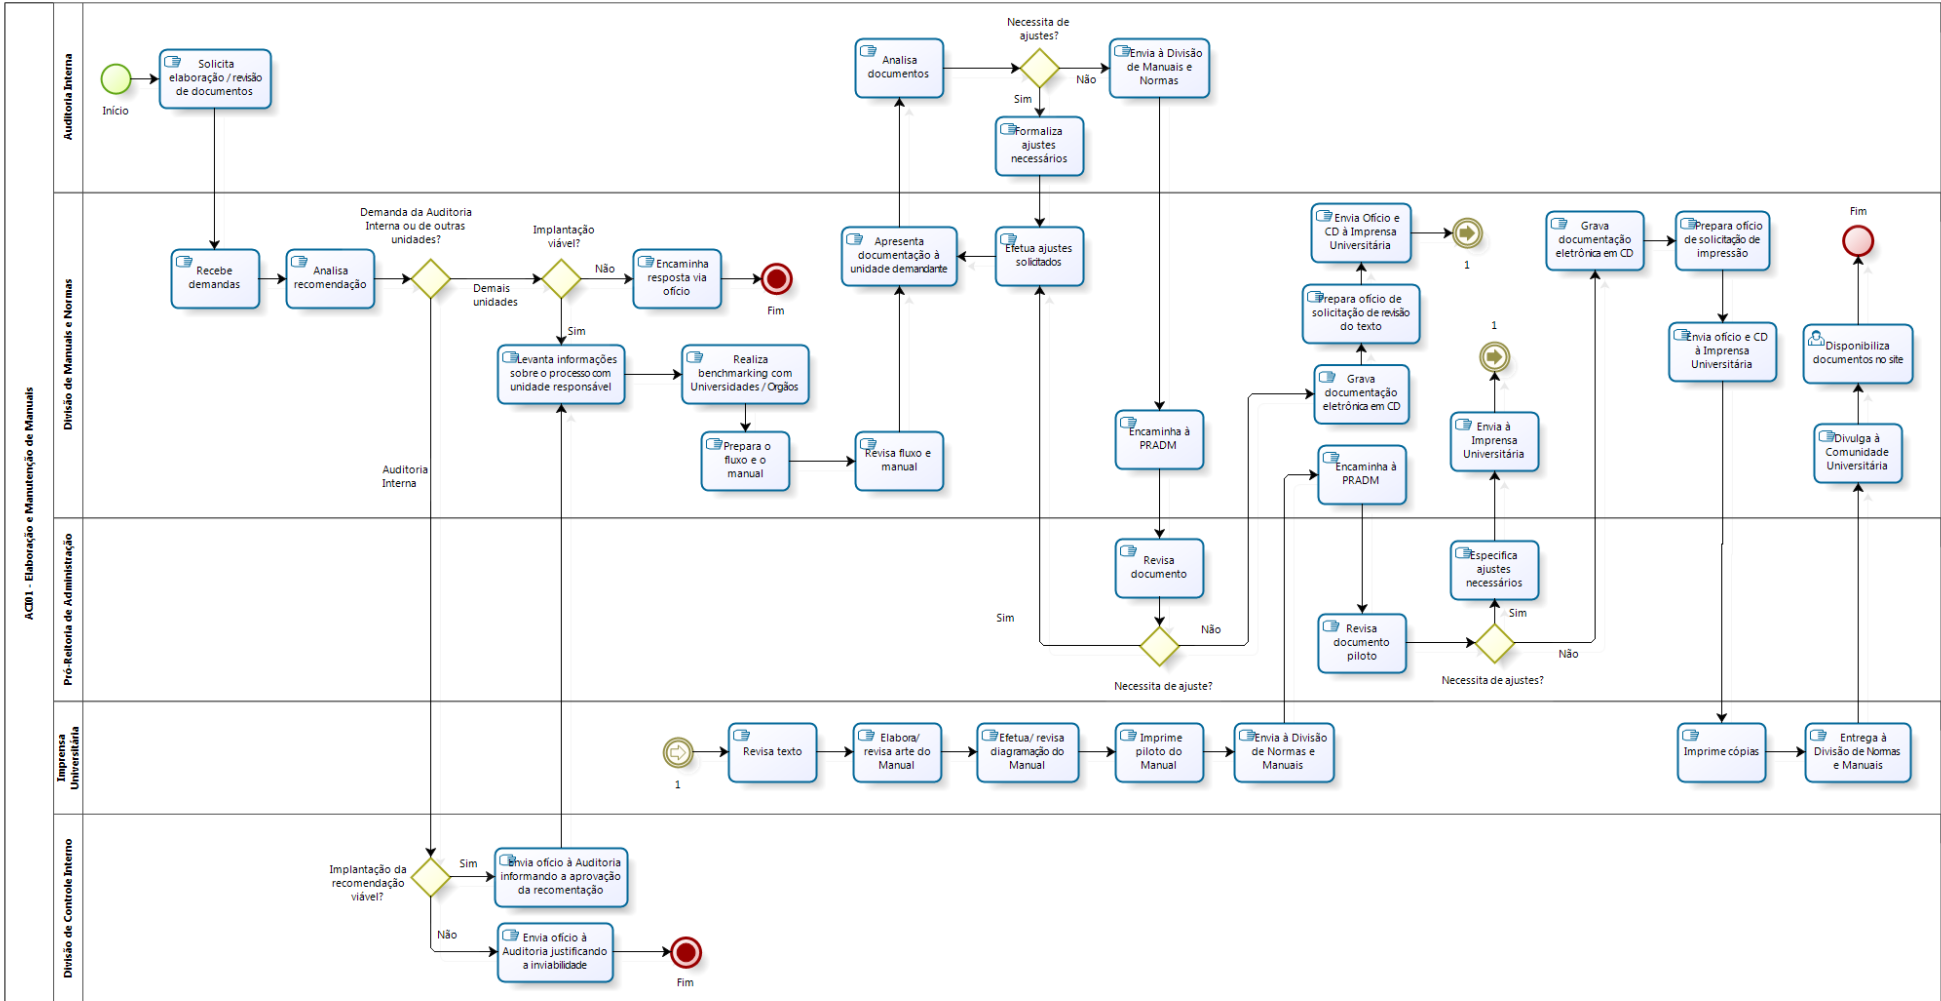 ACI01 - Elaboração e Manutenção de Manuais
Auditoria Interna
Início
Solicita
elaboração / revisão
de documentos
Analisa
documentos
Necessita de
ajustes?
Não
Sim
Envia à Divisão
de Manuais e
Normas
Formaliza
ajustes
necessários
Divisão de Manuais e Normas
Recebe
demandas
Analisa
recomendação
Demanda da Auditoria
Interna ou de outras
unidades?
Demais
unidades
Auditoria
Interna
Implantação
viável?
Não
Sim
Encaminha
resposta via
ofício
Fim
Levanta informações
sobre o processo com
unidade responsável
Realiza
benchmarking com
Universidades / Orgãos
Prepara o
fluxo e o
manual
Revisa fluxo e
manual
Apresenta
documentação à
unidade demandante
Efetua ajustes
solicitados
Encaminha à
PRADM
Envia Ofício e
CD à Imprensa
Universitária
1
Prepara ofício de
solicitação de revisão
do texto
Grava
documentação
eletrônica em CD
Encaminha à
PRADM
1
Envia à
Imprensa
Universitária
Grava
documentação
eletrônica em CD
Prepara ofício
de solicitação de
impressão
Envia ofício e CD
à Imprensa
Universitária
Fim
Disponibiliza
documentos no site
Divulga à
Comunidade
Universitária
Pró-Reitoria de Administração
Revisa
documento
Sim
Não
Necessita de ajuste?
Revisa
documento
piloto
Especifica
ajustes
necessários
Sim
Não
Necessita de ajustes?
Imprensa
Universitária
1
Revisa texto
Elabora/
revisa arte do
Manual
Efetua/ revisa
diagramação do
Manual
Imprime
piloto do
Manual
Envia à Divisão
de Normas e
Manuais
Imprime cópias
Entrega à
Divisão de Normas
e Manuais
Divisão de Controle Interno
Implantação da
recomendação
viável?
Sim
Não
Envia ofício à Auditoria
informando a aprovação
da recomentação
Envia ofício à
Auditoria justificando
a inviabilidade
Fim